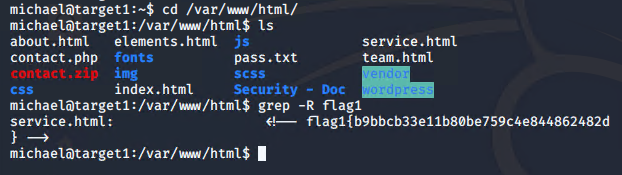 michael@target1:~$ cd /var/www/html/
michael@target1:/var/www/html$ ls
about.html elements.html js service.html
contact.php fonts pass.txt team.html
contact.zip img scss vendor
css index.html Security - Doc wordpress
michael@target1:/var/www/html$ grep -R flag1
service.html: <!-- flag1{b9bbcb33e11b80be759c4e844862482d
} -->
michael@target1:/var/www/html$